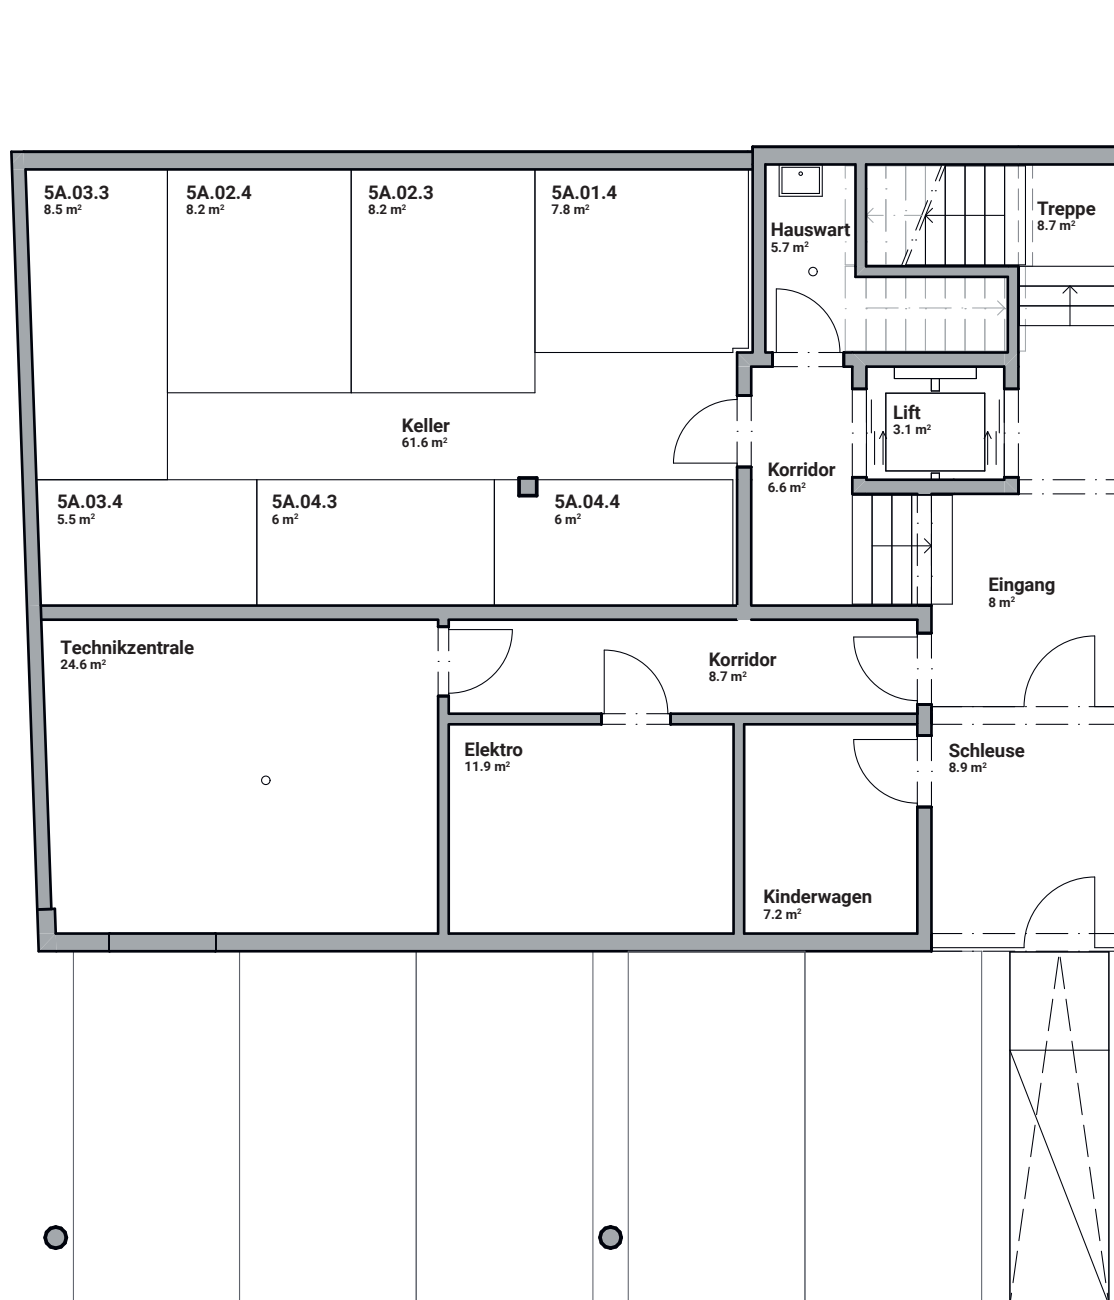 5A.03.3
8.5 m²
5A.02.4
8.2 m²
5A.02.3
8.2 m²
5A.01.4
7.8 m²
Hauswart
5.7 m²
Treppe
8.7 m²
Keller
61.6 m²
Lift
3.1 m²
Korridor
6.6 m²
5A.03.4
5.5 m²
5A.04.3
6 m²
5A.04.4
6 m²
Eingang
8 m²
Technikzentrale
24.6 m²
Korridor
8.7 m²
Elektro
11.9 m²
Schleuse
8.9 m²
Kinderwagen
7.2 m²